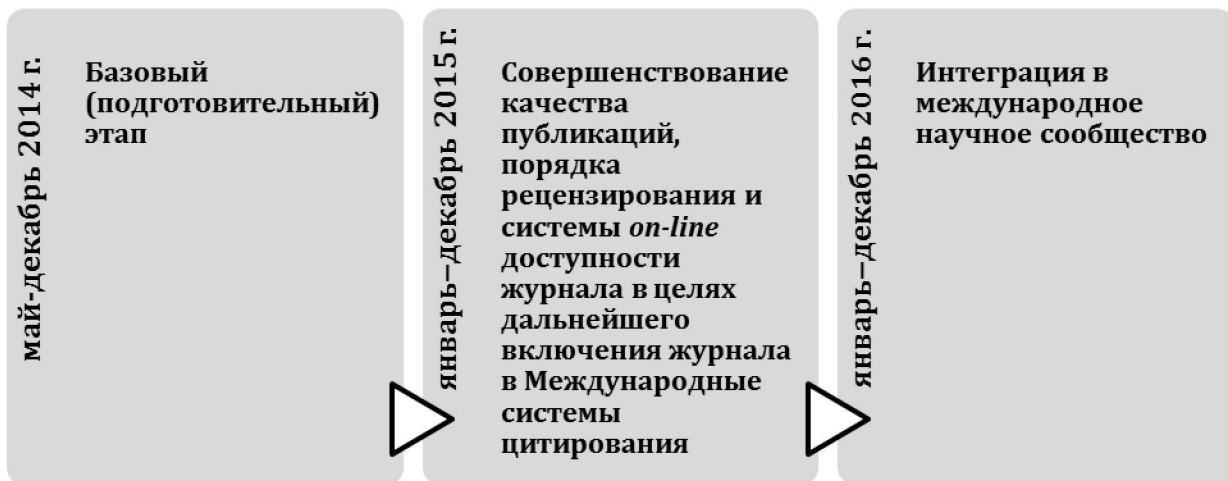 май-декабрь 2014 г.
Базовый
(подготовительный)
этап
январь–декабрь 2015 г.
Совершенствование
качества
публикаций,
порядка
рецензирования и
системы on-line
доступности
журнала в целях
дальнейшего
включения журнала
в Международные
системы
цитирования
январь–декабрь 2016 г.
Интеграция в
международное
научное сообщество